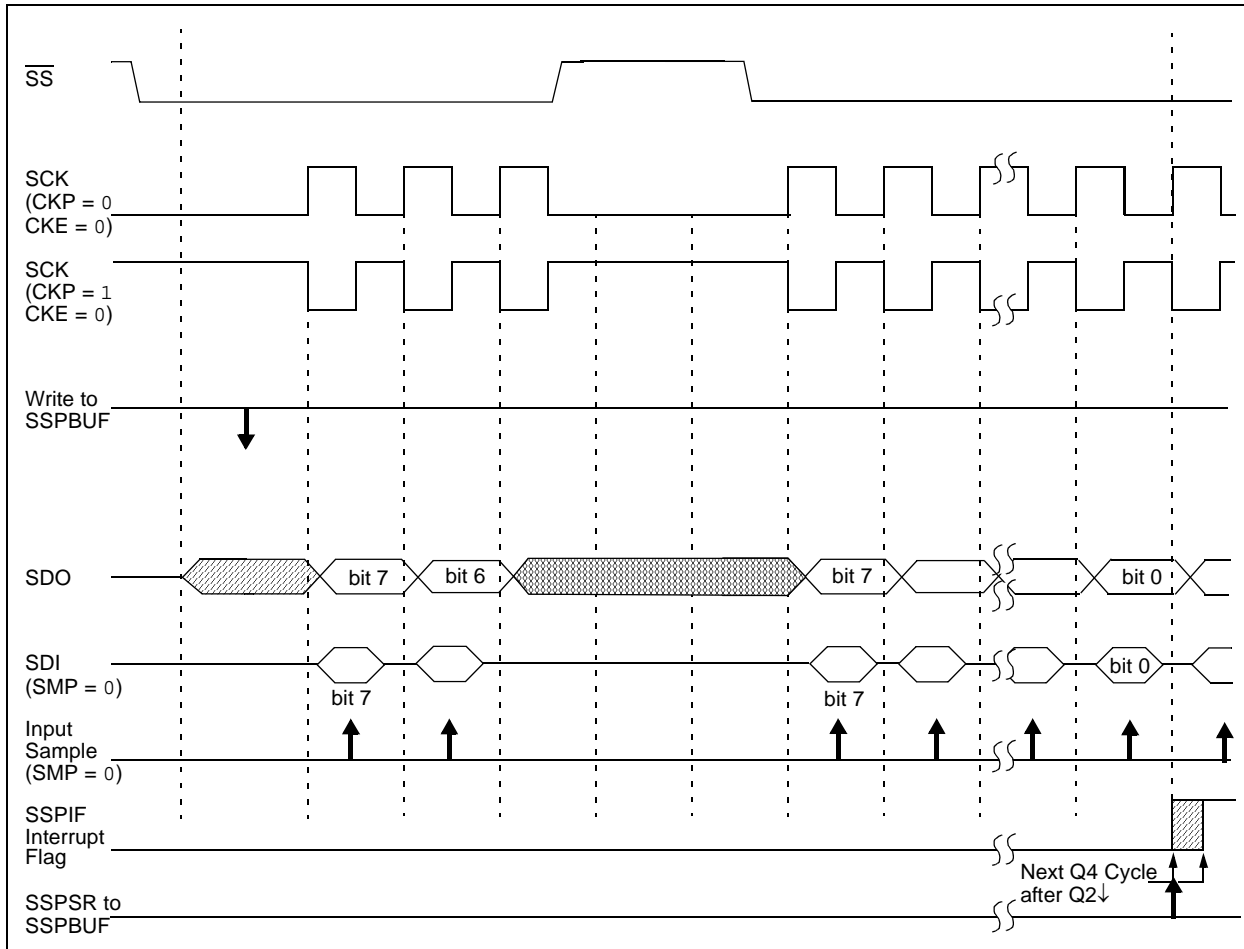 SS
SCK
(CKP = 0
CKE = 0)
SCK
(CKP = 1
CKE = 0)
Write to
SSPBUF
SDO
bit 7
bit 6
bit 7
bit 0
SDI
(SMP = 0)
bit 7
bit 7
bit 0
Input
Sample
(SMP = 0)
SSPIF
Interrupt
Flag
Next Q4 Cycle
after Q2↓
SSPSR to
SSPBUF